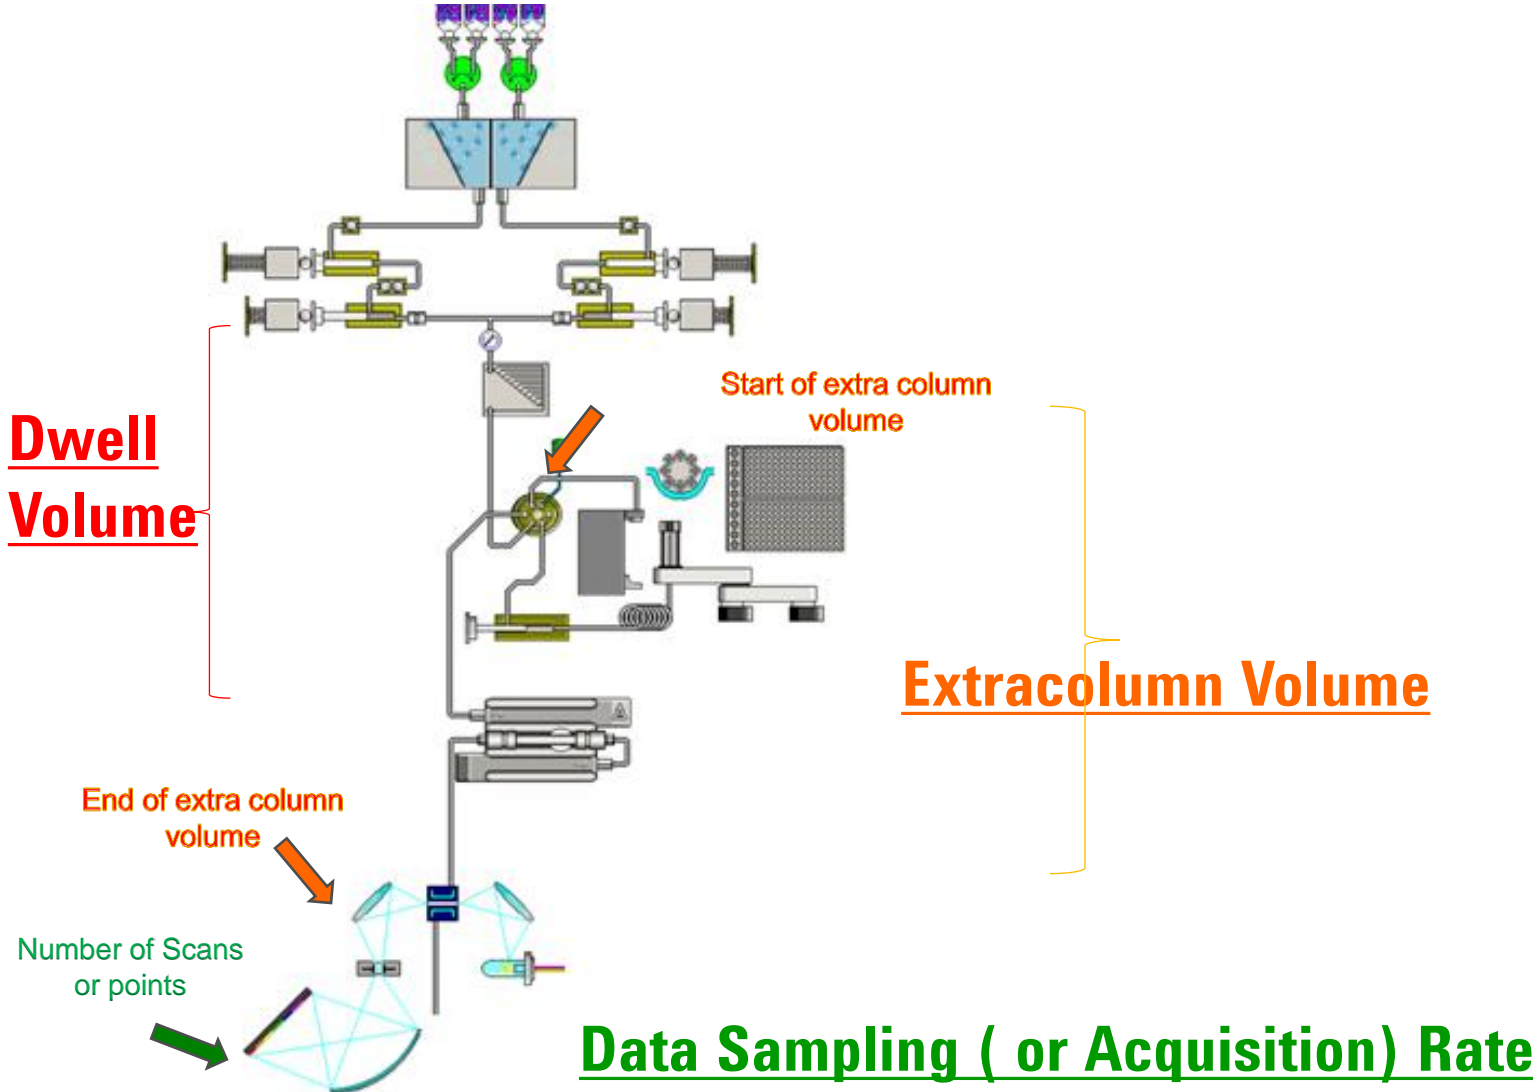 Start of extra column
volume
Dwell
Volume
Extracolumn Volume
End of extra column
volume
Number of Scans
or points
Data Sampling ( or Acquisition) Rate